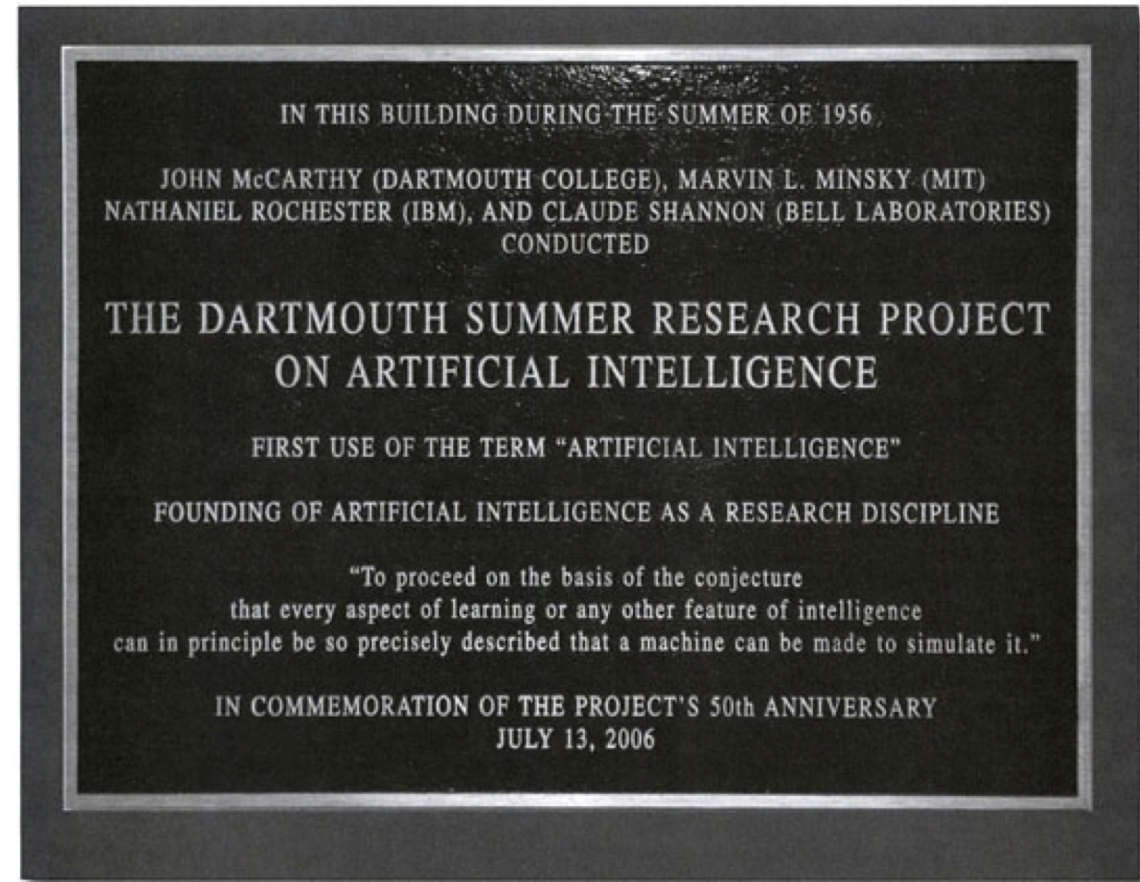 IN THIS BUILDING DURING THE SUMMER OF 1956
JOHN McCARTHY (DARTMOUTH COLLEGE), MARVIN L. MINSKY (MIT)
NATHANIEL ROCHESTER (IBM), AND CLAUDE SHANNON (BELL LABORATORIES)
CONDUCTED
THE DARTMOUTH SUMMER RESEARCH PROJECT
ON ARTIFICIAL INTELLIGENCE
FIRST USE OF THE TERM “ARTIFICIAL INTELLIGENCE”
FOUNDING OF ARTIFICIAL INTELLIGENCE AS A RESEARCH DISCIPLINE
“To proceed on the basis of the conjecture
that every aspect of learning or any other feature of intelligence
can in principle be so precisely described that a machine can be made to simulate it.”
IN COMMEMORATION OF THE PROJECT'S 50th ANNIVERSARY
JULY 13, 2006